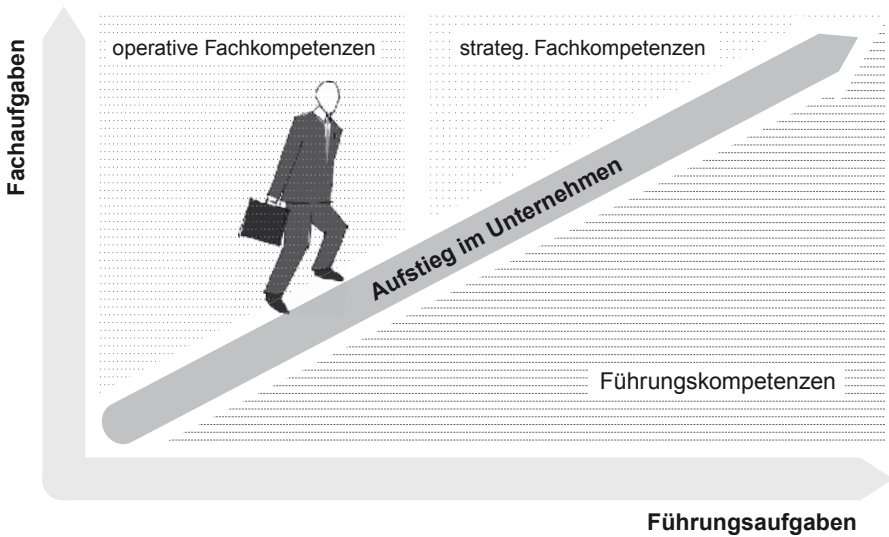 operative Fachkompetenzen
strateg. Fachkompetenzen
Fachaufgaben
Aufstieg im Unternehmen
Führungskompetenzen
Führungsaufgaben